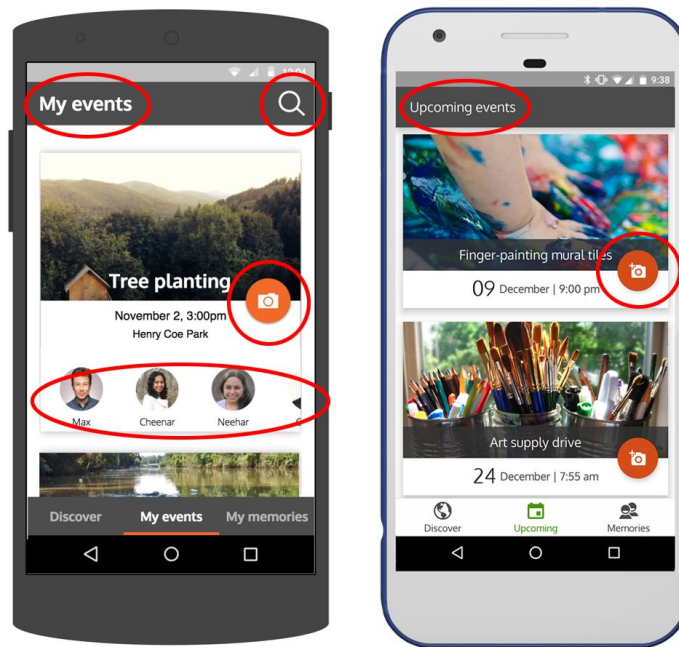 12:04
My events
Tree planting
November 2, 3:00pm
Henry Coe Park
Max
Cheenar
Neehar
Discover
My events
My memories
9:38
Upcoming events
Finger-painting mural tiles
09 December | 9:00 pm
Art supply drive
24 December | 7:55 am
Discover
Upcoming
Memories